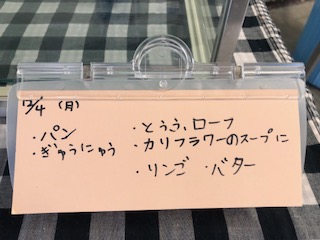 12/4 (月)
・パン
・ぎゅうにゅう
・とうふ、ローフ
・カリフラワーのスープに
・リンゴ ・バター